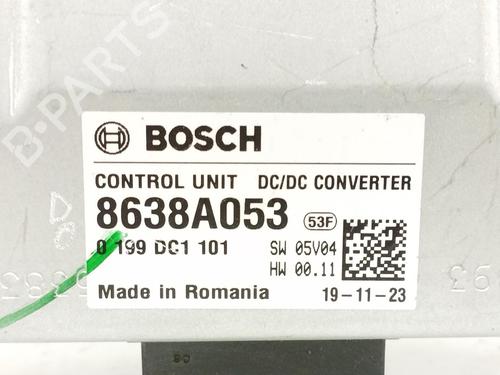 B-PARTS
BOSCH
CONTROL UNIT DC/DC CONVERTER
8638A053 53F
0 199 DC1 101 SW 05V04
HW 00.11
Made in Romania 19-11-23